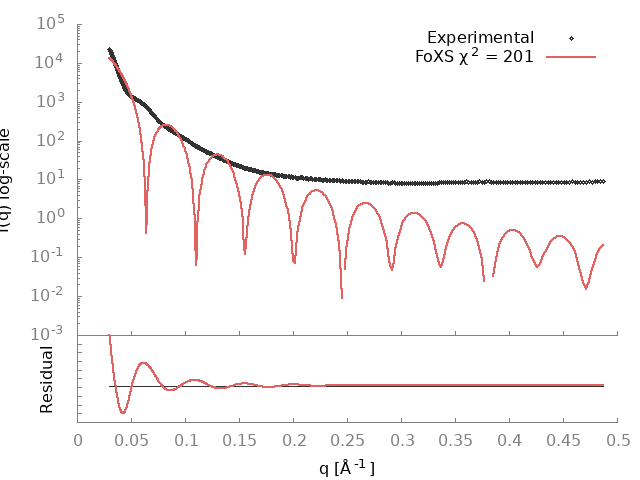 10⁵
Experimental
FoXS χ² = 201
10⁴
10³
10²
10¹
10⁰
10⁻¹
10⁻²
10⁻³
I(q) log-scale
Residual
0 0.05 0.1 0.15 0.2 0.25 0.3 0.35 0.4 0.45 0.5
q [Å⁻¹]